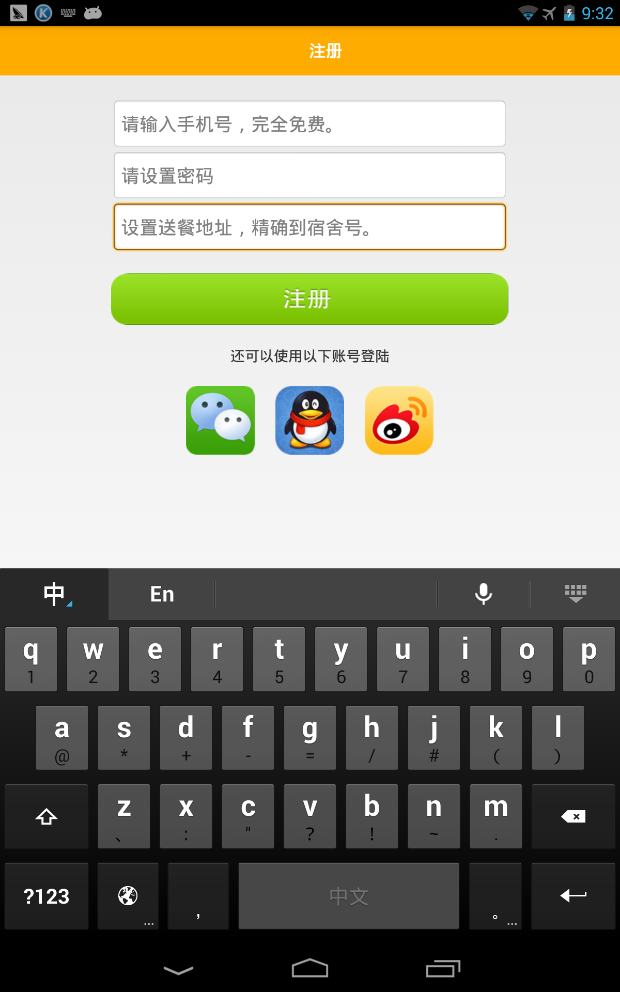 9:32
注册
请输入手机号，完全免费。
请设置密码
设置送餐地址，精确到宿舍号。
注册
还可以使用以下账号登陆
中 En
q w e r t y u i o p
1 2 3 4 5 6 7 8 9 0
a s d f g h j k l
@ * + - = / # ( )
z x c v b n m
、 : " ? ! ~ .
?123 , 中文 。